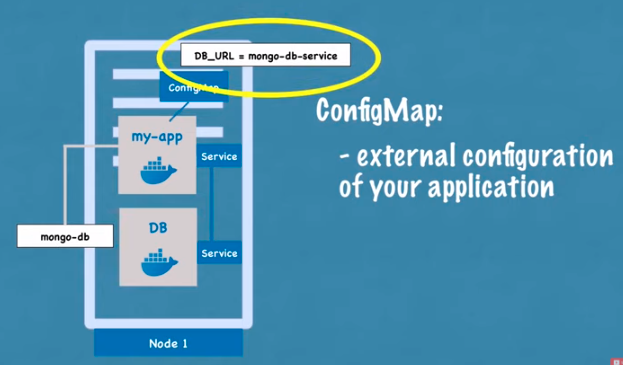 DB_URL = mongo-db-service
ConfigMap
ConfigMap:
- external configuration
of your application
my-app
Service
mongo-db
DB
Service
Node 1